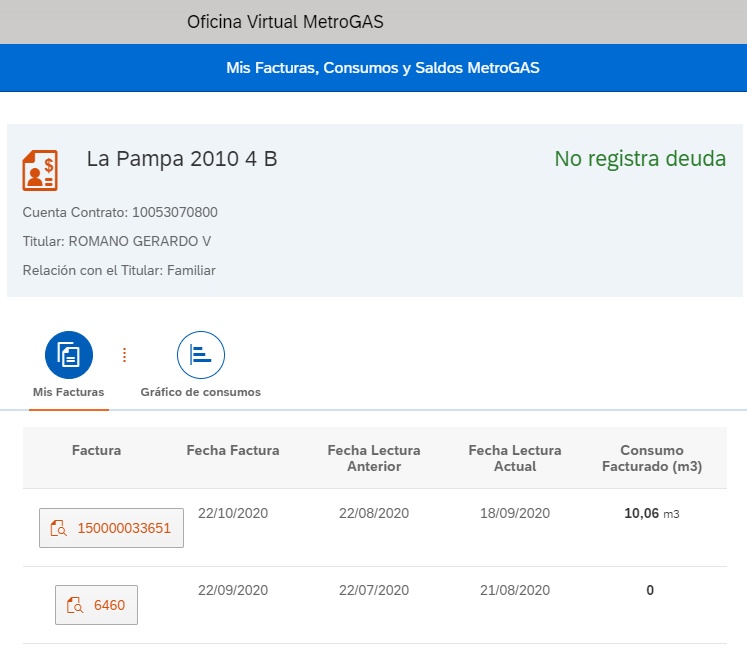 Oficina Virtual MetroGAS
Mis Facturas, Consumos y Saldos MetroGAS
La Pampa 2010 4 B
No registra deuda
Cuenta Contrato: 10053070800
Titular: ROMANO GERARDO V
Relación con el Titular: Familiar
Mis Facturas
Gráfico de consumos
Factura Fecha Factura Fecha Lectura Anterior Fecha Lectura Actual Consumo Facturado (m3)
150000033651 22/10/2020 22/08/2020 18/09/2020 10,06 m3
6460 22/09/2020 22/07/2020 21/08/2020 0